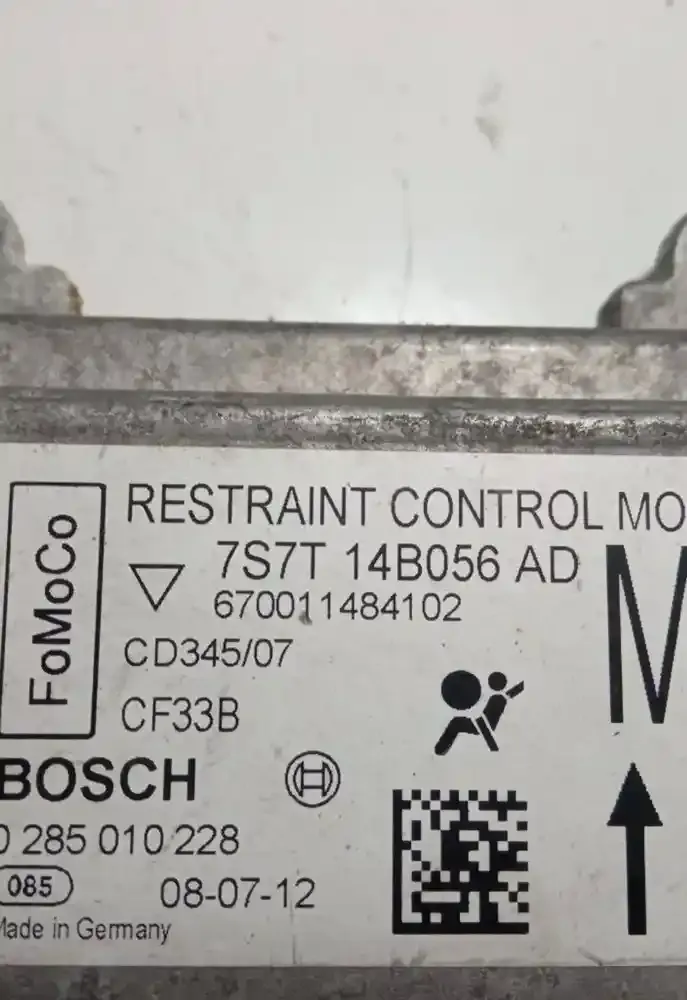 FoMoCo
RESTRAINT CONTROL MO
7S7T 14B056 AD
670011484102
M
CD345/07
CF33B
BOSCH
0 285 010 228
085
08-07-12
Made in Germany